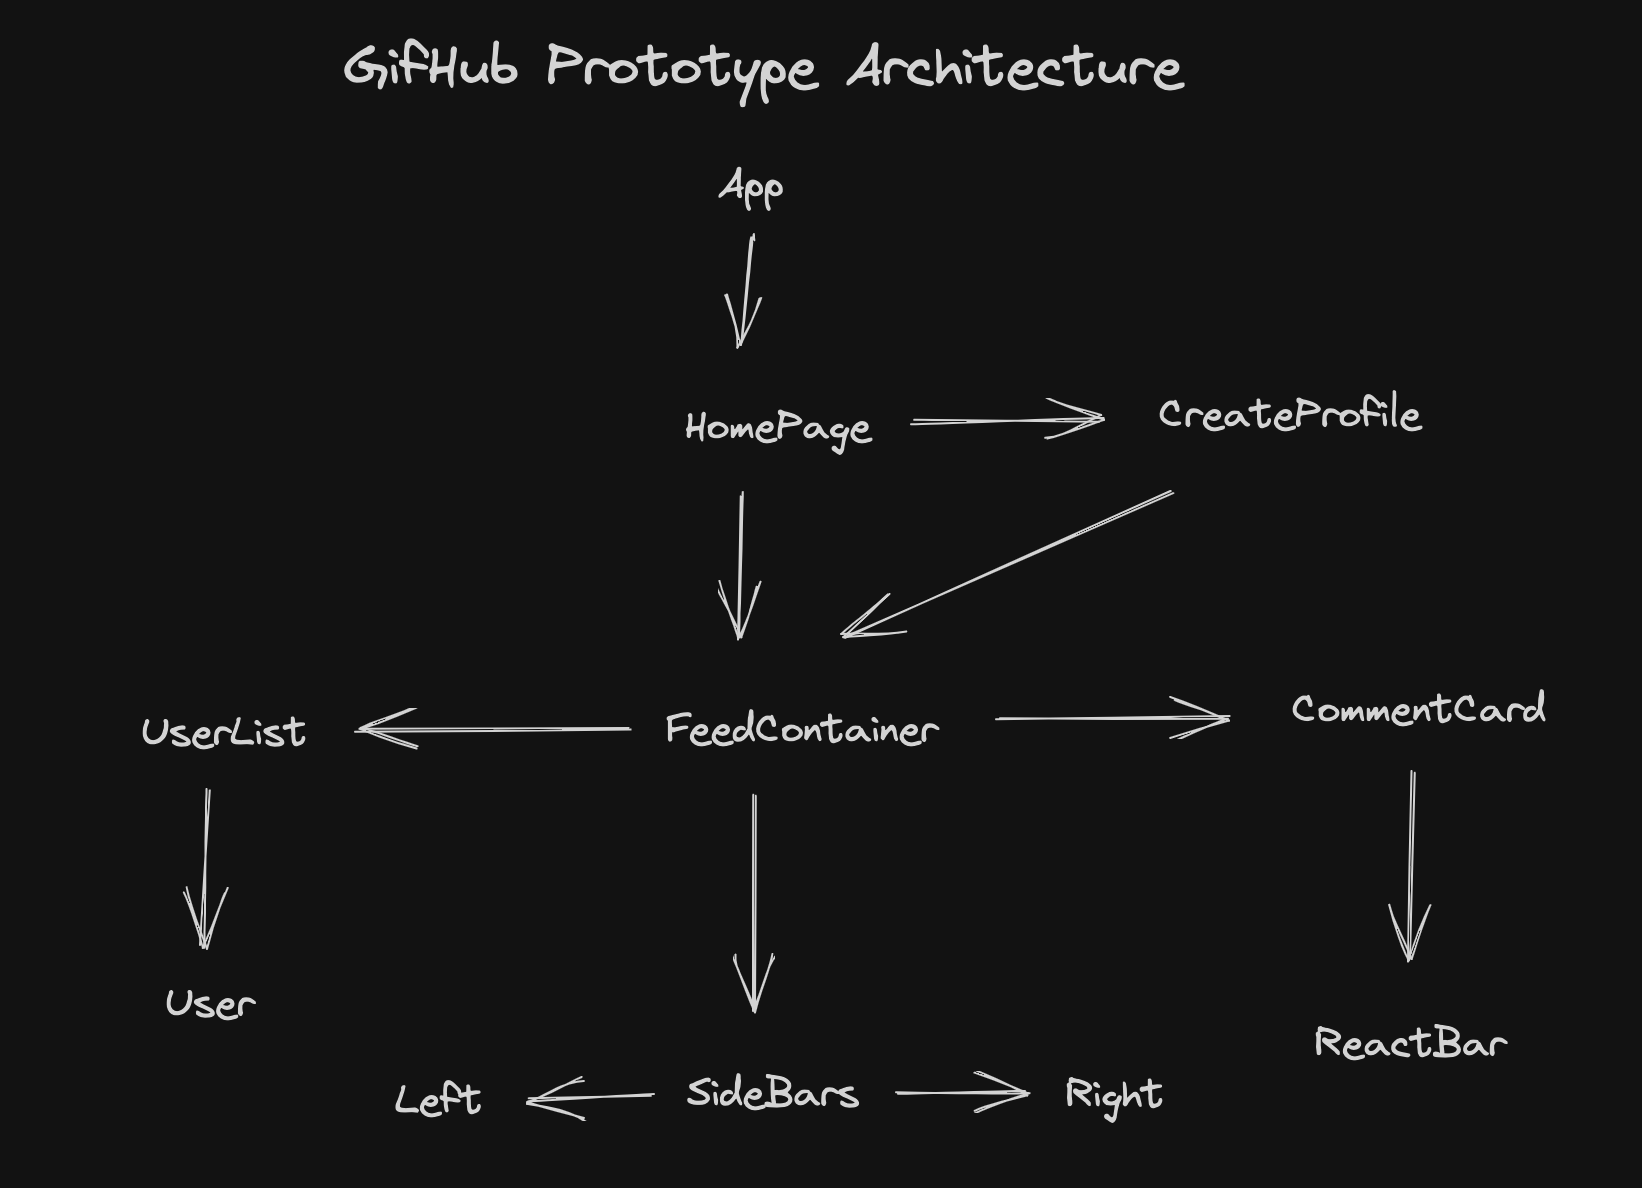 GifHub Prototype Architecture
App
HomePage
CreateProfile
UserList
FeedContainer
CommentCard
User
ReactBar
Left
SideBars
Right